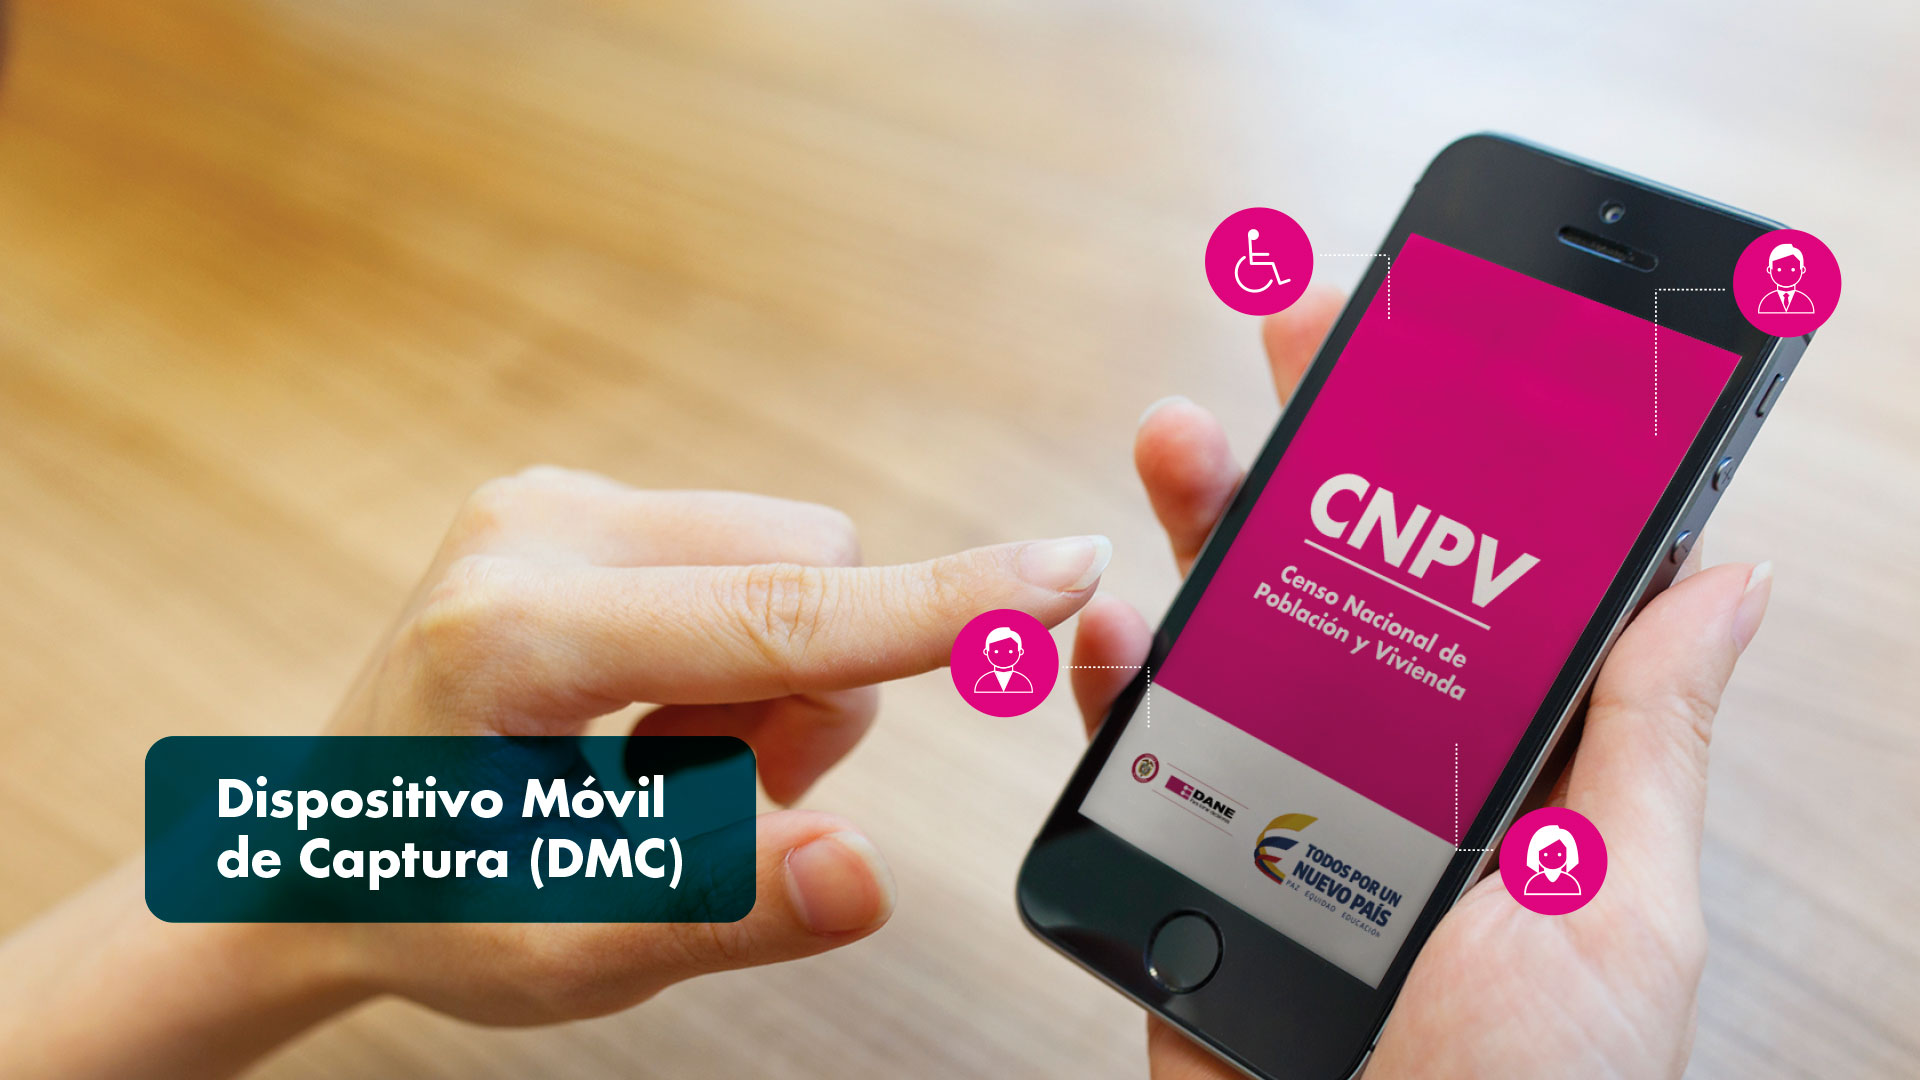 CNPV
Censo Nacional de
Población y Vivienda
DANE
TODOS POR UN
NUEVO PAÍS
PAZ EQUIDAD EDUCACIÓN
Dispositivo Móvil
de Captura (DMC)